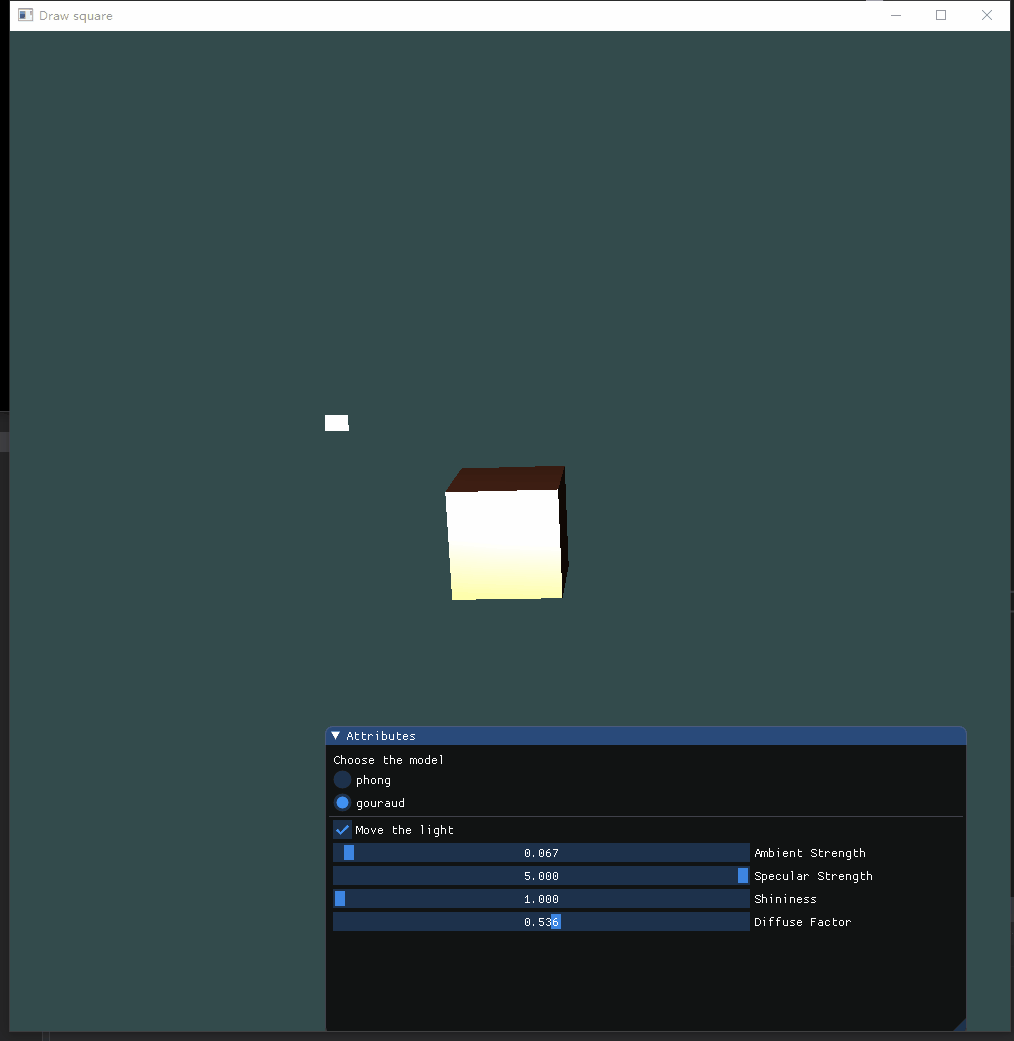 Draw square
Attributes
Choose the model
phong
gouraud
Move the light
0.067 Ambient Strength
5.000 Specular Strength
1.000 Shininess
0.536 Diffuse Factor